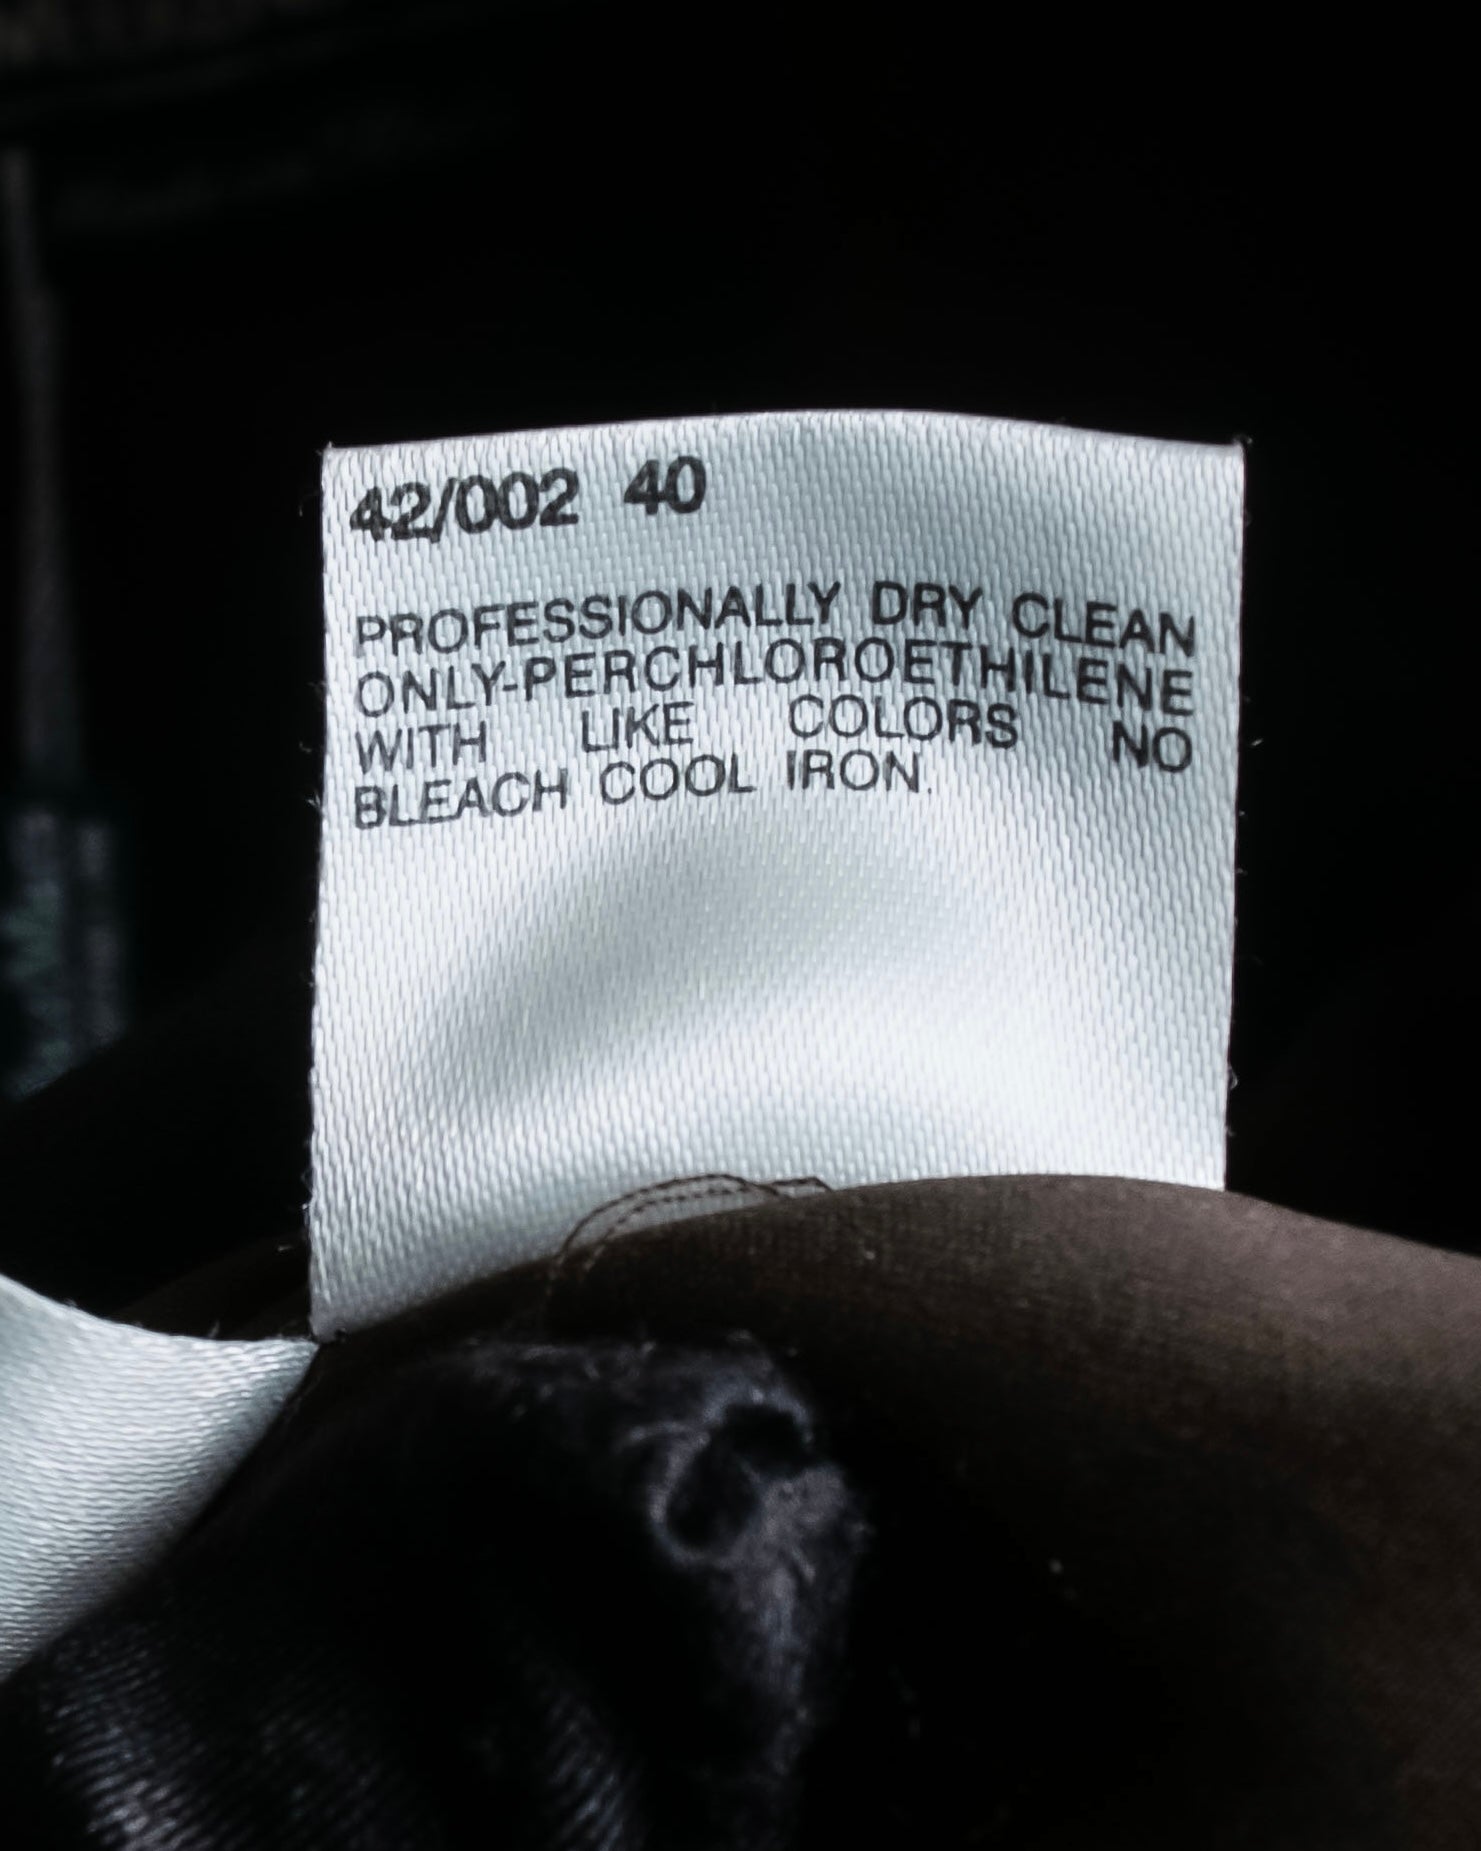 42/002 40
PROFESSIONALLY DRY CLEAN
ONLY-PERCHLOROETHILENE
WITH LIKE COLORS NO
BLEACH COOL IRON.